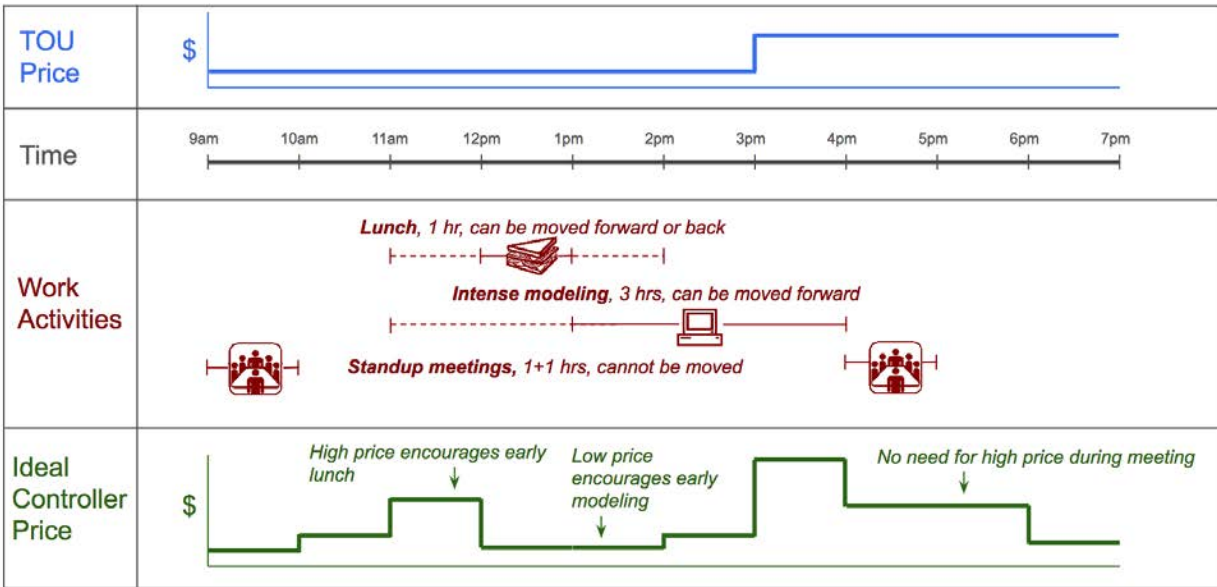 TOU
Price
$
Time
9am 10am 11am 12pm 1pm 2pm 3pm 4pm 5pm 6pm 7pm
Work
Activities
Lunch, 1 hr, can be moved forward or back
Intense modeling, 3 hrs, can be moved forward
Standup meetings, 1+1 hrs, cannot be moved
Ideal
Controller
Price
$
High price encourages early
lunch
Low price
encourages early
modeling
No need for high price during meeting